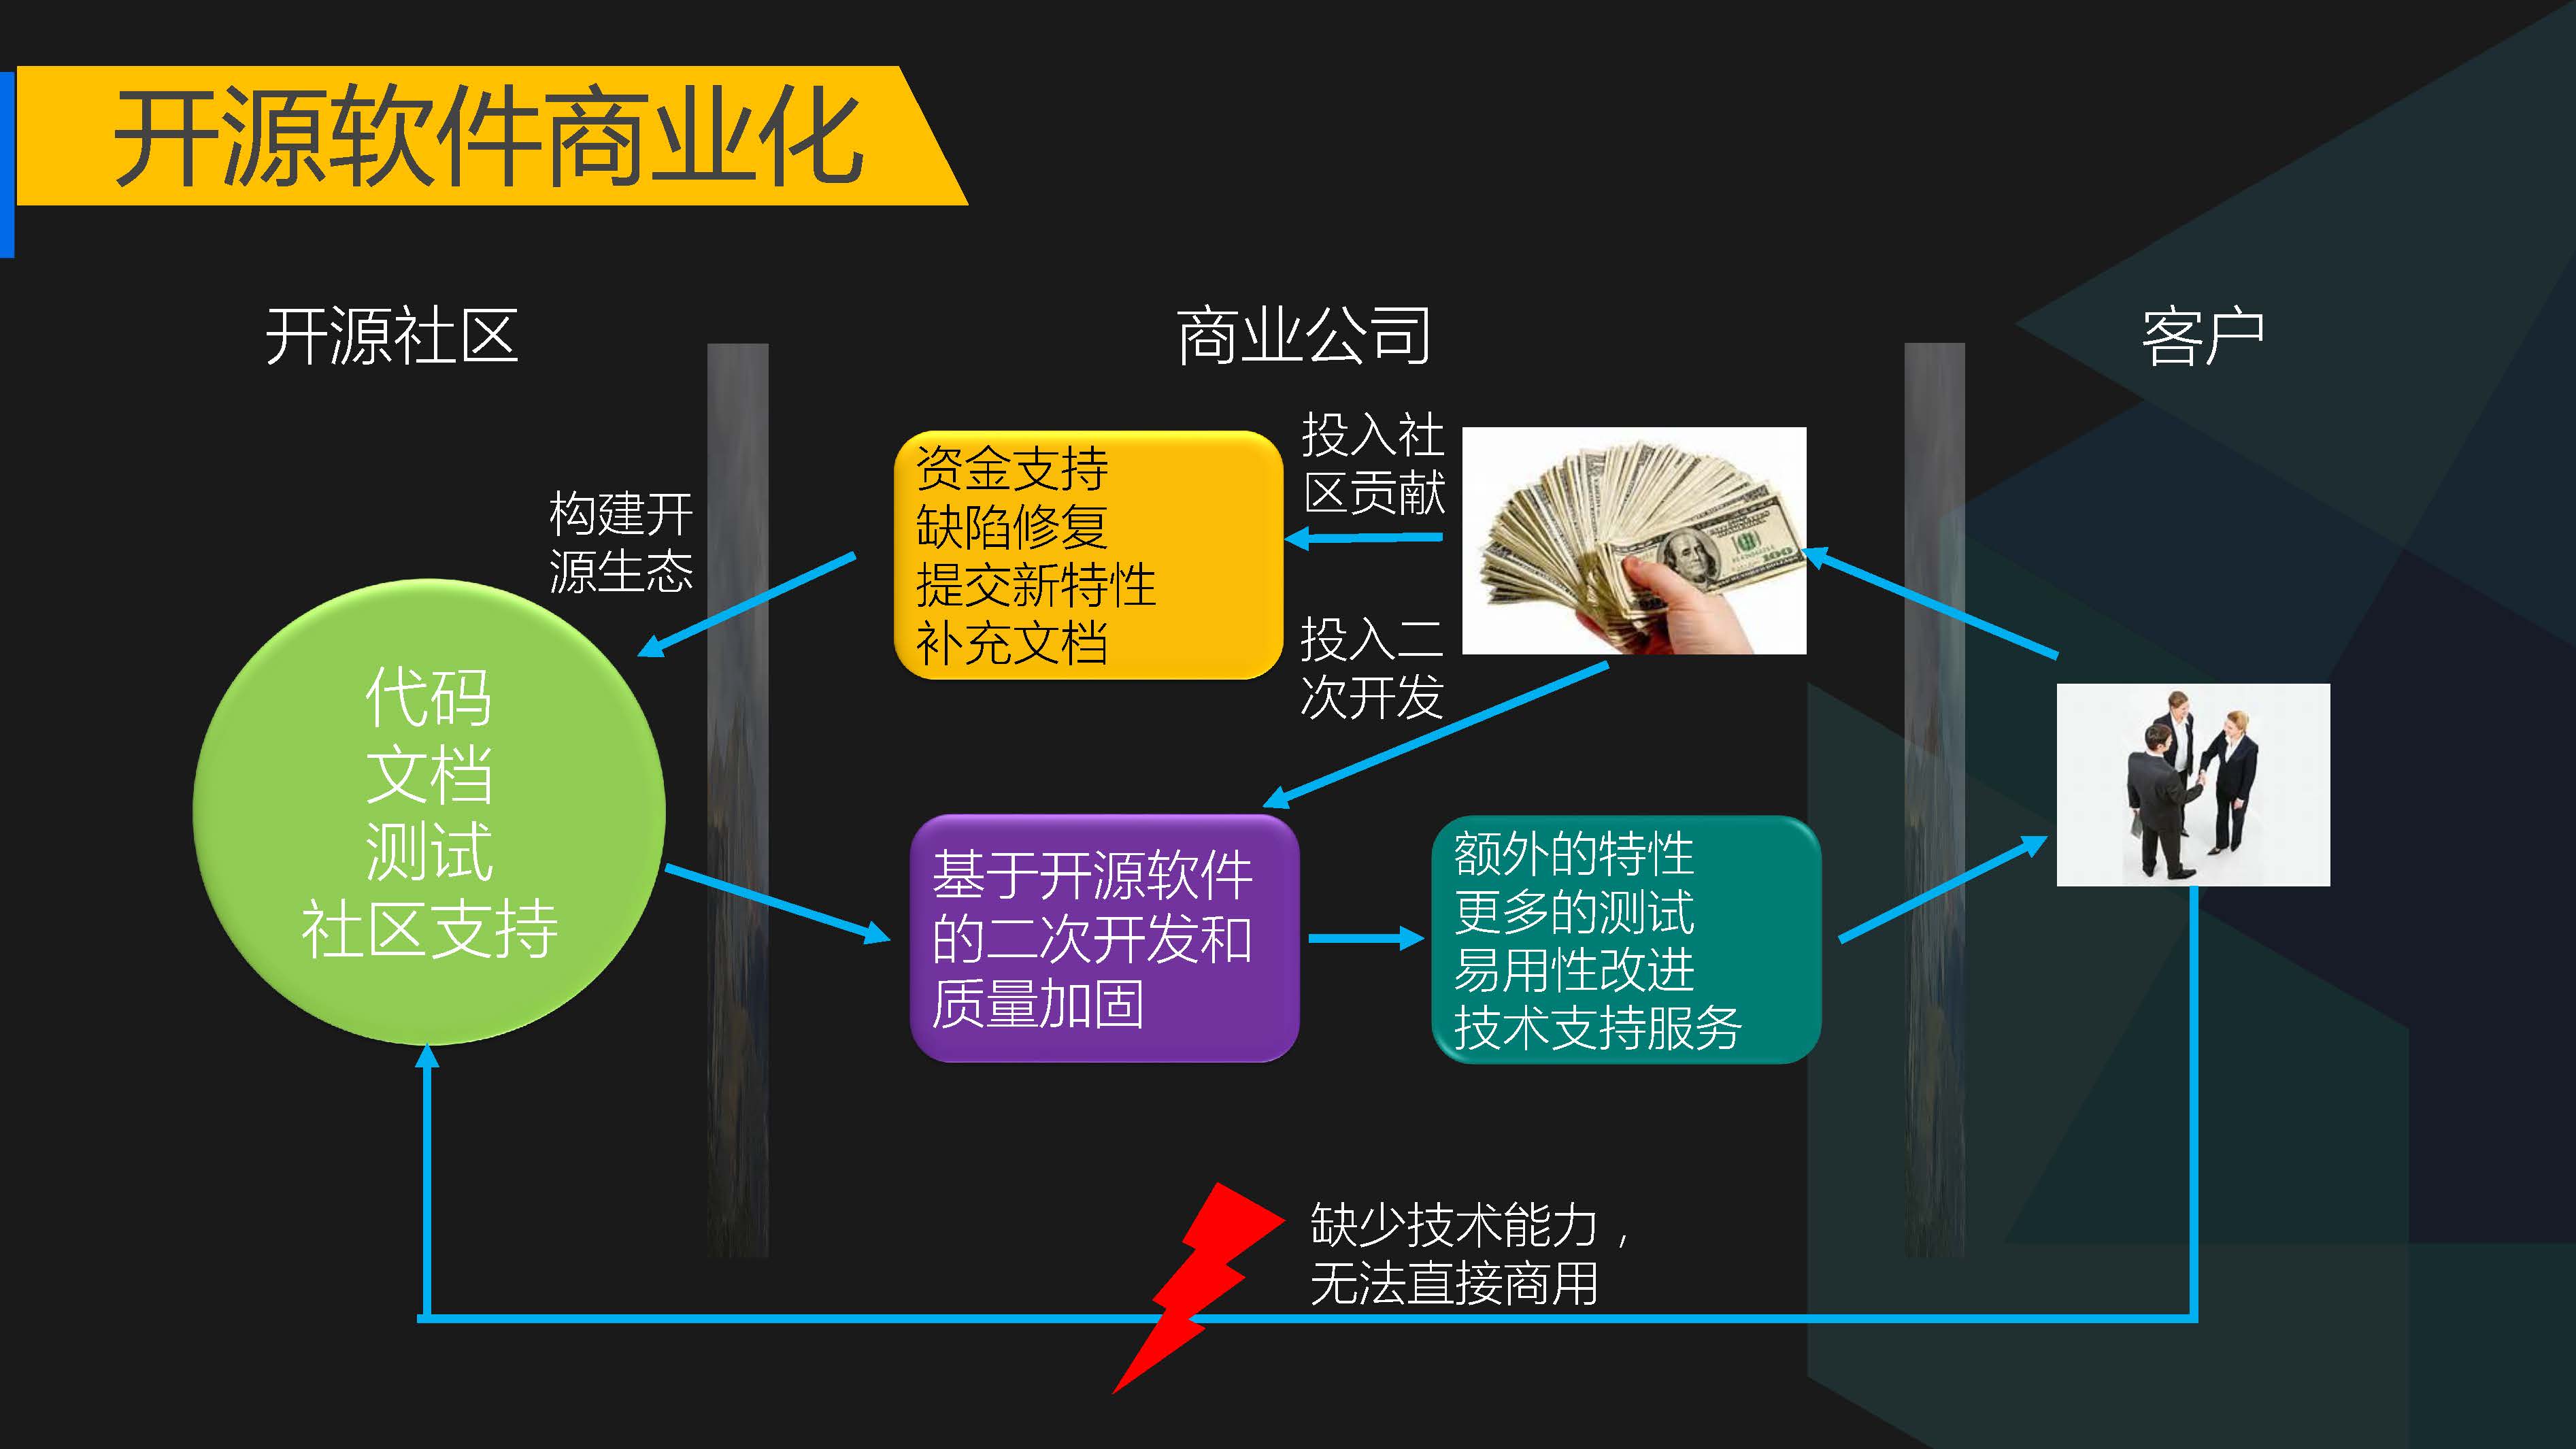 开源软件商业化
开源社区
商业公司
客户
构建开
源生态
代码
文档
测试
社区支持
资金支持
缺陷修复
提交新特性
补充文档
投入社
区贡献
投入二
次开发
基于开源软件
的二次开发和
质量加固
额外的特性
更多的测试
易用性改进
技术支持服务
缺少技术能力，
无法直接商用